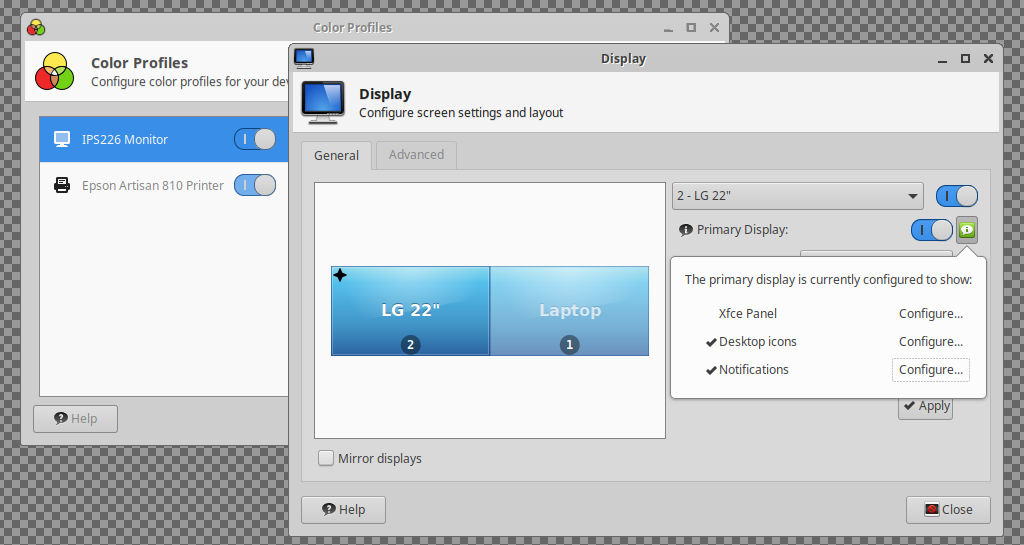 Color Profiles
Color Profiles
Configure color profiles for your de
IPS226 Monitor
Epson Artisan 810 Printer
Help
Display
Display
Configure screen settings and layout
General
Advanced
LG 22"
2
Laptop
1
Mirror displays
2 - LG 22"
Primary Display:
The primary display is currently configured to show:
Xfce Panel
Configure...
Desktop icons
Configure...
Notifications
Configure...
Apply
Help
Close